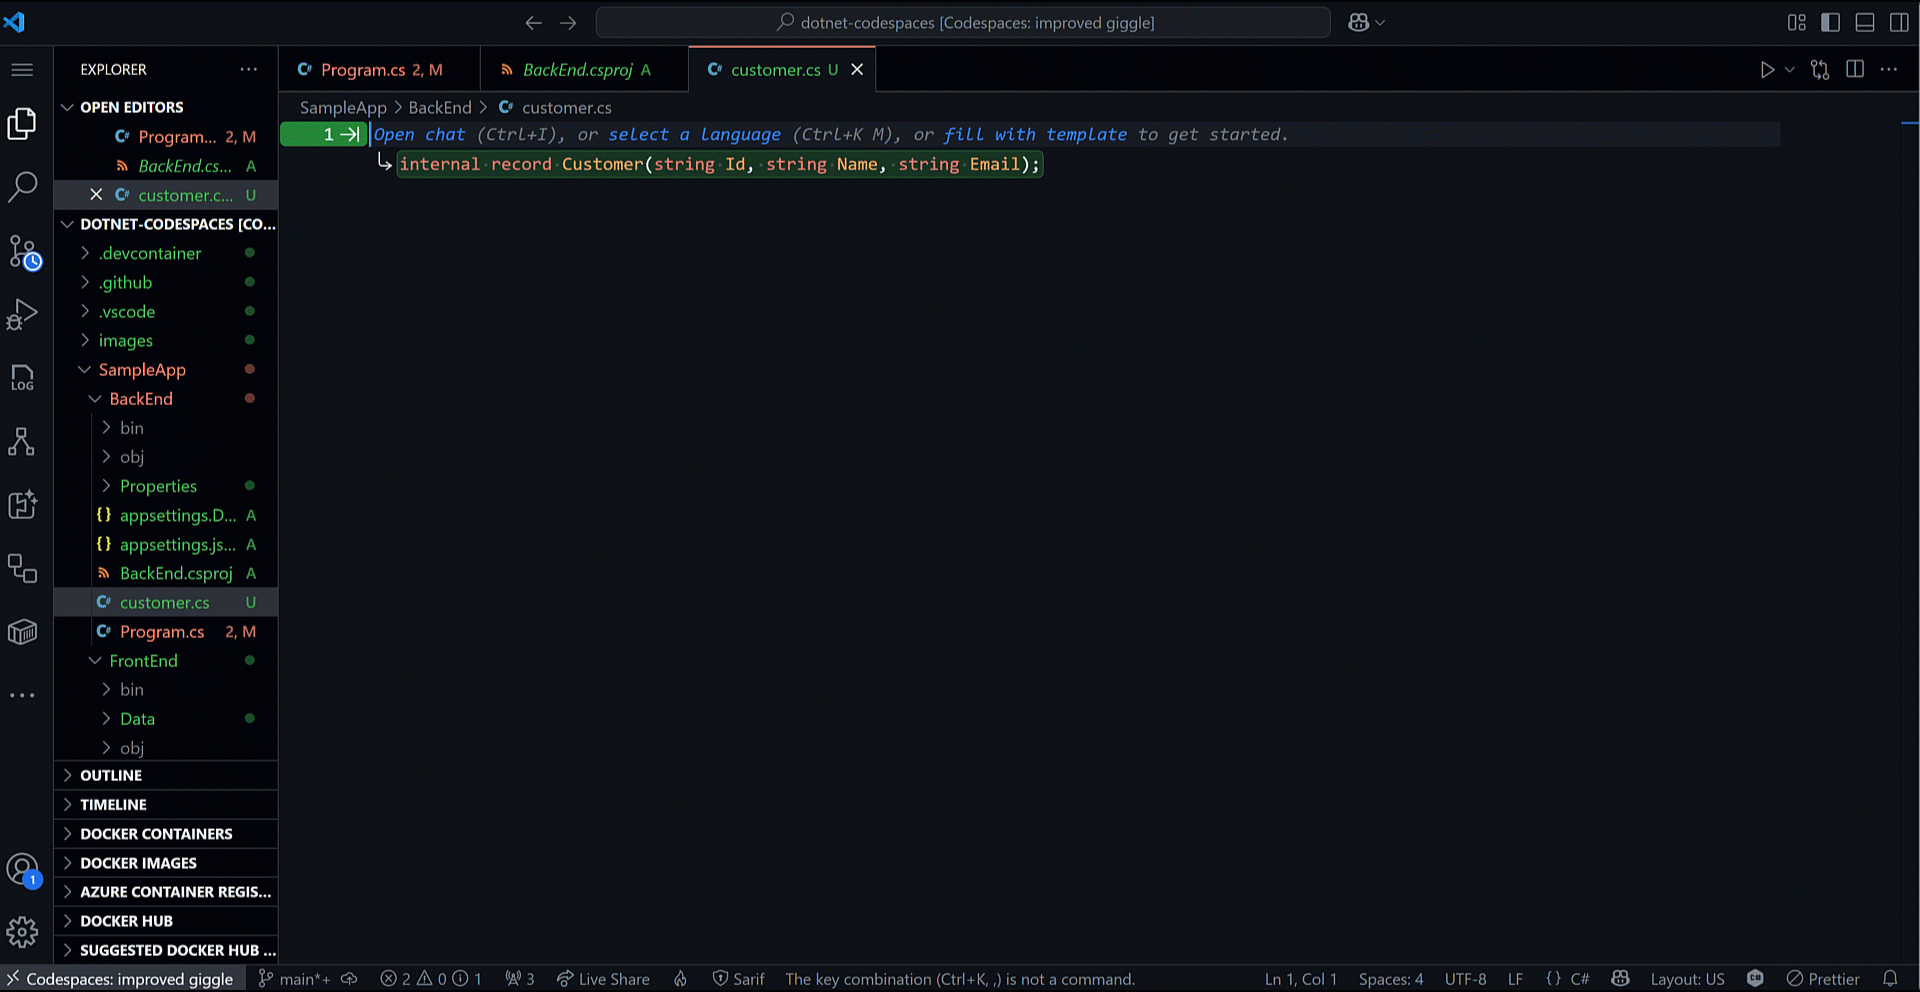 dotnet-codespaces [Codespaces: improved giggle]
EXPLORER
Program.cs 2, M
BackEnd.csproj A
customer.cs U
OPEN EDITORS
Program... 2, M
BackEnd.cs... A
customer.c... U
DOTNET-CODESPACES [CO...
.devcontainer
.github
.vscode
images
SampleApp
BackEnd
bin
obj
Properties
{} appsettings.D... A
{} appsettings.js... A
BackEnd.csproj A
customer.cs U
Program.cs 2, M
FrontEnd
bin
Data
obj
OUTLINE
TIMELINE
DOCKER CONTAINERS
DOCKER IMAGES
AZURE CONTAINER REGIS...
DOCKER HUB
SUGGESTED DOCKER HUB ...
LOG
1
SampleApp > BackEnd > customer.cs
1 Open chat (Ctrl+I), or select a language (Ctrl+K M), or fill with template to get started.
internal record Customer(string Id, string Name, string Email);
Codespaces: improved giggle main*+ 2 0 1 3 Live Share Sarif The key combination (Ctrl+K, ,) is not a command. Ln 1, Col 1 Spaces: 4 UTF-8 LF {} C# Layout: US Prettier